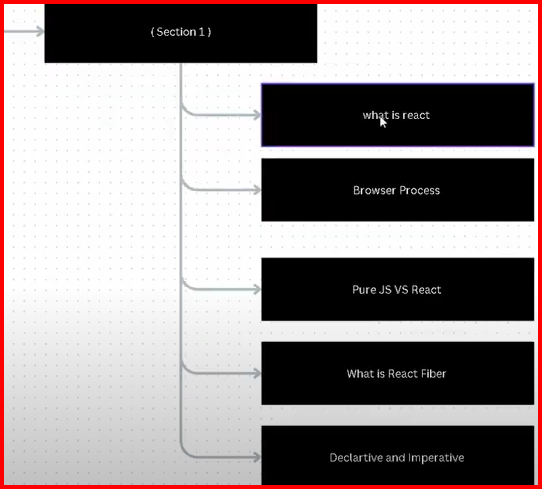 ( Section 1 )
what is react
Browser Process
Pure JS VS React
What is React Fiber
Declartive and Imperative